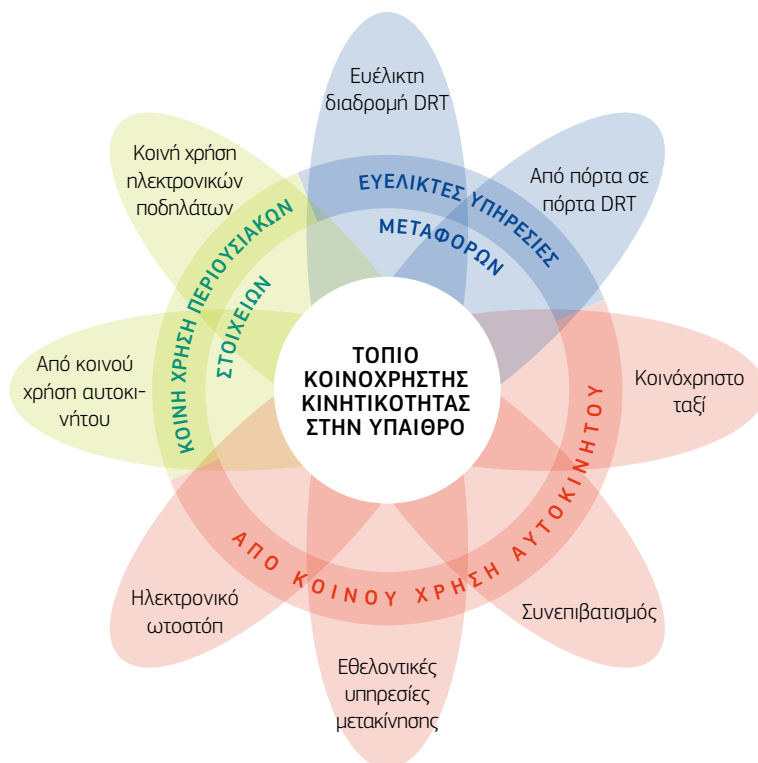 Ευέλικτη
διαδρομή DRT
Από πόρτα σε
πόρτα DRT
Κοινόχρηστο
ταξί
Συνεπιβατισμός
Εθελοντικές
υπηρεσίες
μετακίνησης
Ηλεκτρονικό
ωτοστόπ
Από κοινού
χρήση αυτοκι-
νήτου
Κοινή χρήση
ηλεκτρονικών
ποδηλάτων
ΕΥΕΛΙΚΤΕΣ ΥΠΗΡΕΣΙΕΣ
ΜΕΤΑΦΟΡΩΝ
ΑΠΟ ΚΟΙΝΟΥ ΧΡΗΣΗ ΑΥΤΟΚΙΝΗΤΟΥ
ΚΟΙΝΗ ΧΡΗΣΗ ΠΕΡΙΟΥΣΙΑΚΩΝ
ΣΤΟΙΧΕΙΩΝ
ΤΟΠΙΟ
ΚΟΙΝΟΧΡΗΣΤΗΣ
ΚΙΝΗΤΙΚΟΤΗΤΑΣ
ΣΤΗΝ ΥΠΑΙΘΡΟ